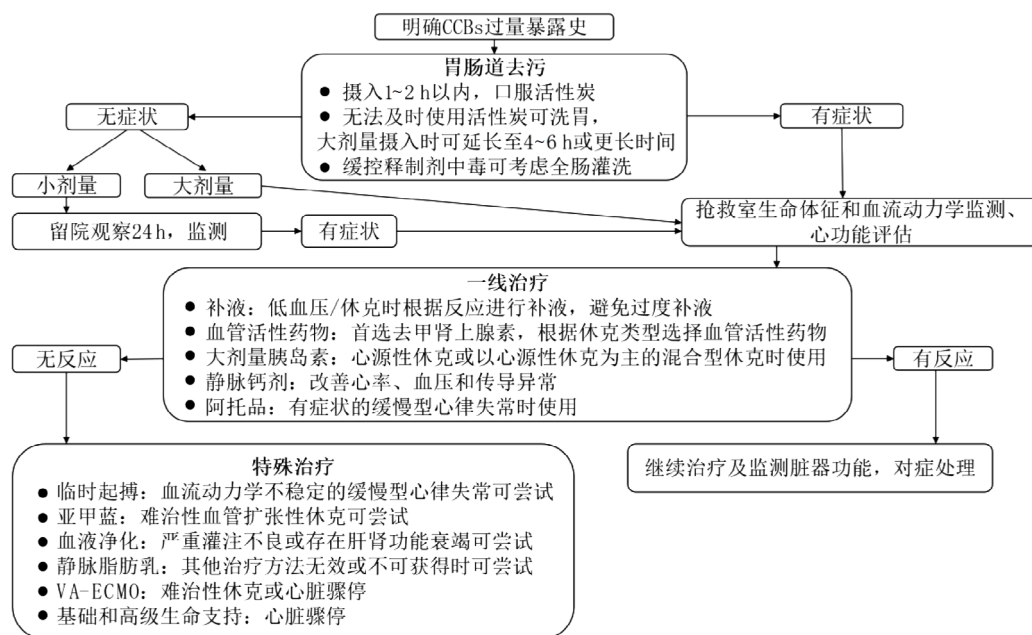 明确CCBs过量暴露史
胃肠道去污
● 摄入1~2 h以内，口服活性炭
● 无法及时使用活性炭可洗胃，
大剂量摄入时可延长至4~6 h或更长时间
● 缓控释制剂中毒可考虑全肠灌洗
无症状
有症状
小剂量
大剂量
留院观察24h，监测
有症状
抢救室生命体征和血流动力学监测、
心功能评估
一线治疗
● 补液：低血压/休克时根据反应进行补液，避免过度补液
● 血管活性药物：首选去甲肾上腺素，根据休克类型选择血管活性药物
● 大剂量胰岛素：心源性休克或以心源性休克为主的混合型休克时使用
● 静脉钙剂：改善心率、血压和传导异常
● 阿托品：有症状的缓慢型心律失常时使用
无反应
有反应
特殊治疗
● 临时起搏：血流动力学不稳定的缓慢型心律失常可尝试
● 亚甲蓝：难治性血管扩张性休克可尝试
● 血液净化：严重灌注不良或存在肝肾功能衰竭可尝试
● 静脉脂肪乳：其他治疗方法无效或不可获得时可尝试
● VA-ECMO：难治性休克或心脏骤停
● 基础和高级生命支持：心脏骤停
继续治疗及监测脏器功能，对症处理